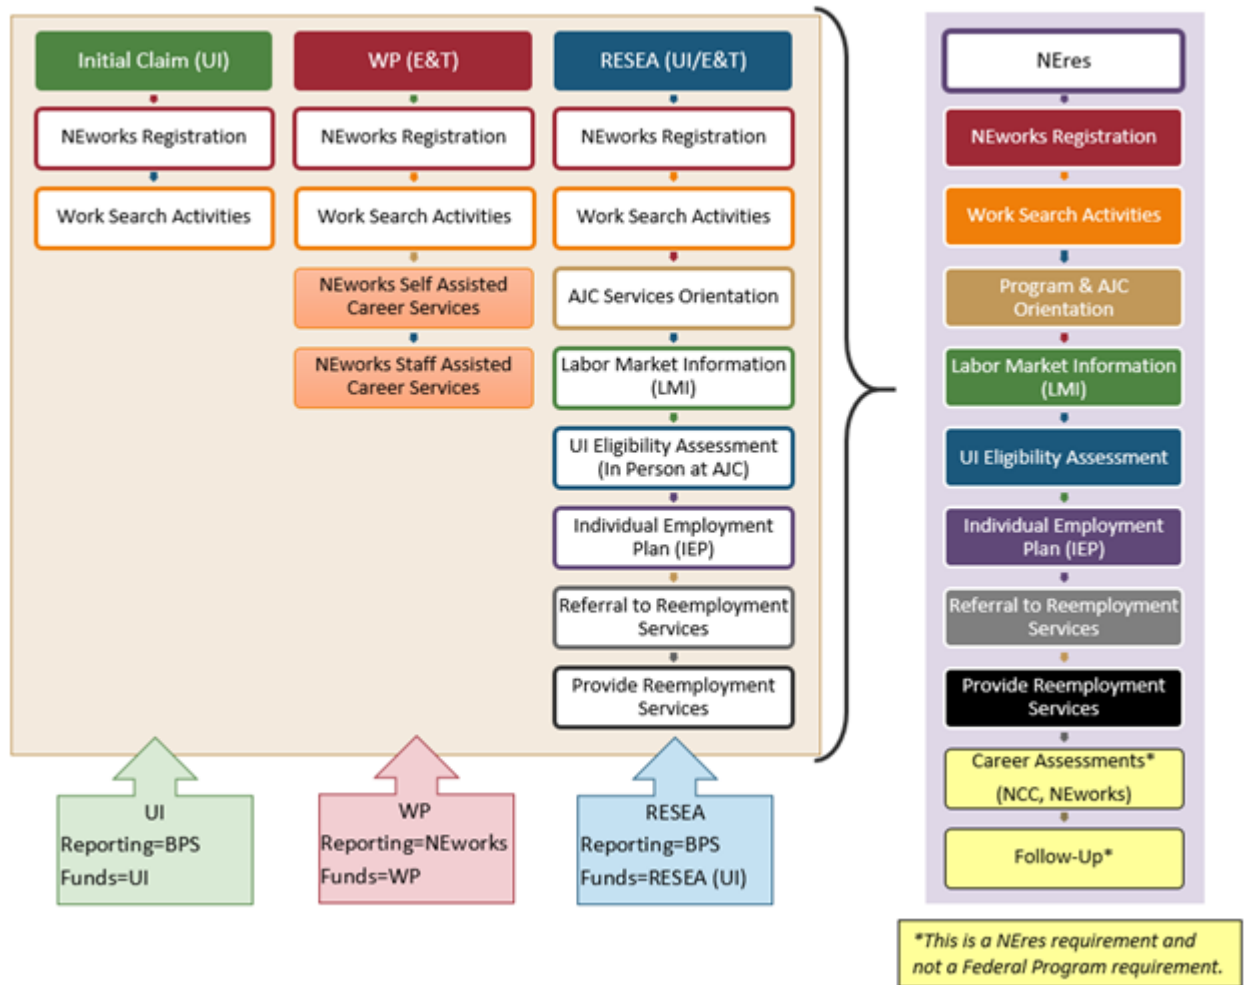 Initial Claim (UI)
NEworks Registration
Work Search Activities
WP (E&T)
NEworks Registration
Work Search Activities
NEworks Self Assisted
Career Services
NEworks Staff Assisted
Career Services
RESEA (UI/E&T)
NEworks Registration
Work Search Activities
AJC Services Orientation
Labor Market Information
(LMI)
UI Eligibility Assessment
(In Person at AJC)
Individual Employment
Plan (IEP)
Referral to Reemployment
Services
Provide Reemployment
Services
UI
Reporting=BPS
Funds=UI
WP
Reporting=NEworks
Funds=WP
RESEA
Reporting=BPS
Funds=RESEA (UI)
NEres
NEworks Registration
Work Search Activities
Program & AJC
Orientation
Labor Market Information
(LMI)
UI Eligibility Assessment
Individual Employment
Plan (IEP)
Referral to Reemployment
Services
Provide Reemployment
Services
Career Assessments*
(NCC, NEworks)
Follow-Up*
*This is a NEres requirement and
not a Federal Program requirement.